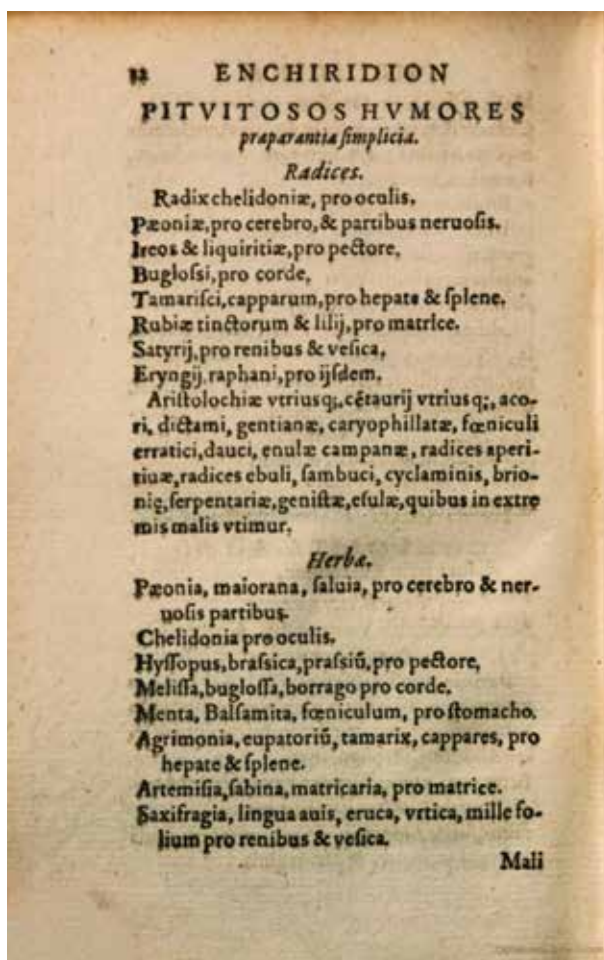 32 ENCHIRIDION
PITVITOSOS HVMORES
præparantia ſimplicia.
Radices.
Radix chelidoniæ, pro oculis.
Pæoniæ, pro cerebro, & partibus neruoſis.
Ireos & liquiritiæ, pro pectore,
Bugloſſi, pro corde,
Tamariſci, capparum, pro hepate & ſplene.
Rubiæ tinctorum & lilij, pro matrice.
Satyrij, pro renibus & veſica,
Eryngij, raphani, pro ijſdem.
Ariſtolochiæ vtriusq;, cẽtaurij vtriusq;, aco-
ri, dictami, gentianæ, caryophillatæ, fœniculi
erratici, dauci, enulæ campanæ, radices aperi-
tiuæ, radices ebuli, ſambuci, cyclaminis, brio-
nię, ſerpentariæ, geniſtæ, eſulæ, quibus in extre
mis malis vtimur.
Herbæ.
Pæonia, maiorana, ſaluia, pro cerebro & ner-
uoſis partibus.
Chelidonia pro oculis.
Hyſſopus, braſsica, praſsiũ, pro pectore,
Meliſſa, bugloſſa, borrago pro corde.
Menta, Balſamita, fœniculum, pro ſtomacho.
Agrimonia, eupatoriũ, tamarix, cappares, pro
hepate & ſplene.
Artemiſia, ſabina, matricaria, pro matrice.
Saxifragia, lingua auis, eruca, vrtica, mille fo-
lium pro renibus & veſica.
Mali